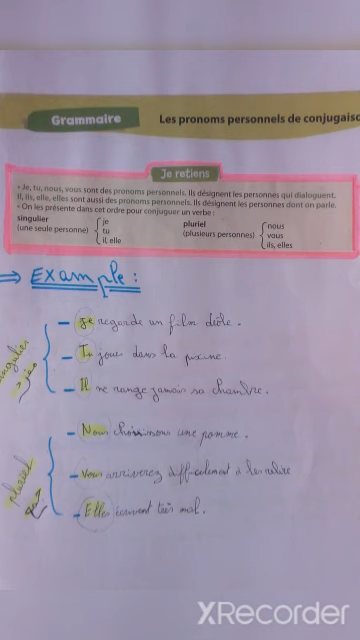 Grammaire Les pronoms personnels de conjugaiso
Je retiens
• Je, tu, nous, vous sont des pronoms personnels. Ils désignent les personnes qui dialoguent.
Il, ils, elle, elles sont aussi des pronoms personnels. Ils désignent les personnes dont on parle.
• On les présente dans cet ordre pour conjuguer un verbe :
singulier
(une seule personne)
je
tu
il, elle
pluriel
(plusieurs personnes)
nous
vous
ils, elles
⇒ Example :
singulier
- Je regarde un film drôle.
- Tu joues dans la piscine.
- Il ne range jamais sa chambre.
pluriel
- Nous choisissons une pomme.
- Vous arriverez difficilement à les relire
- Elles écrivent très mal.
XRecorder